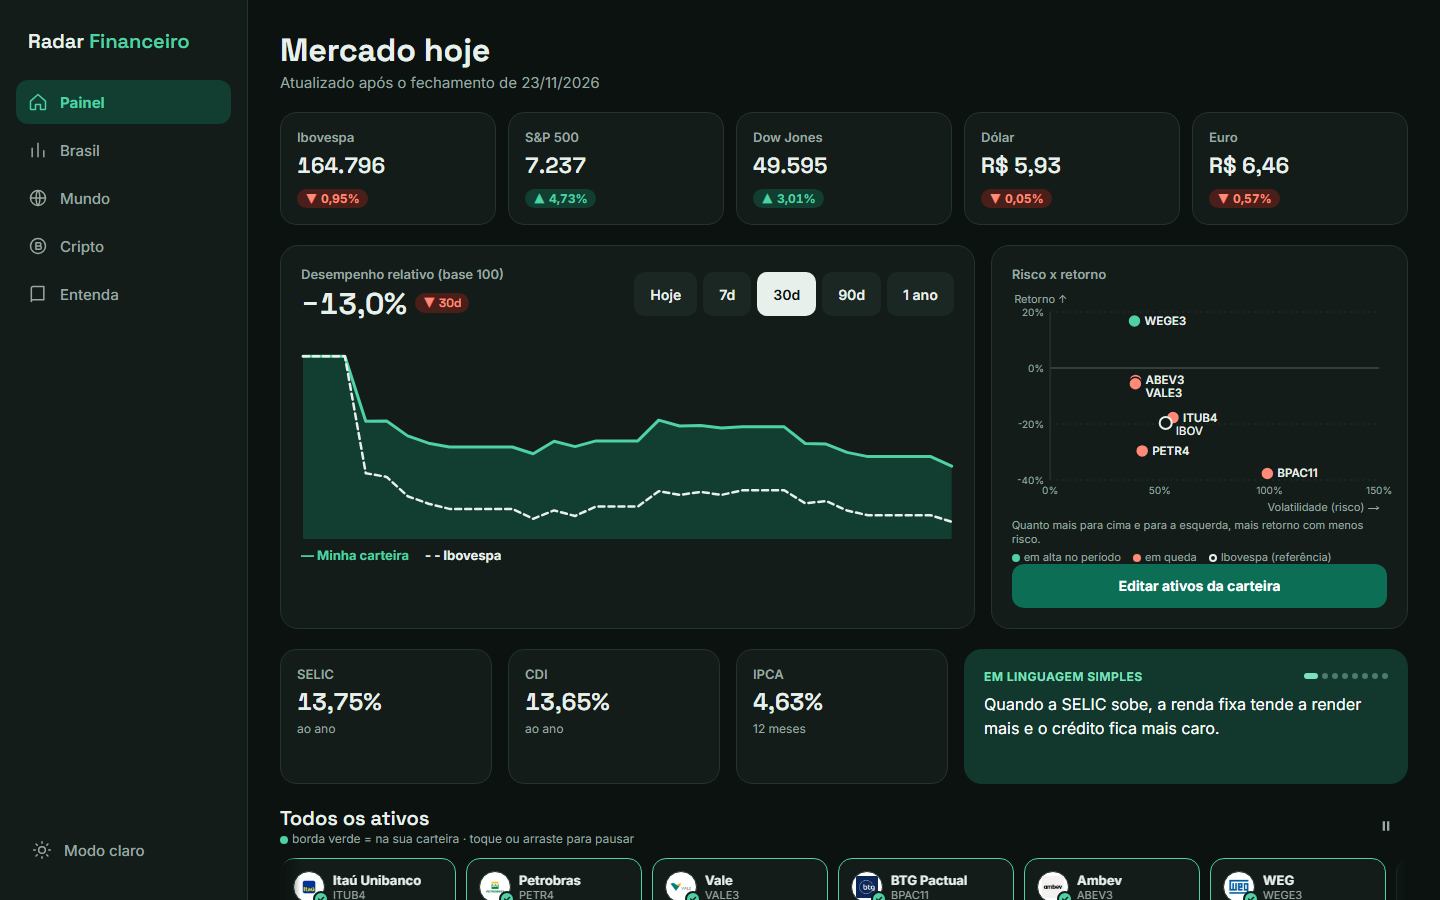 Radar Financeiro
Painel
Brasil
Mundo
Cripto
Entenda
Modo claro
Mercado hoje
Atualizado após o fechamento de 23/11/2026
Ibovespa
164.796
▼ 0,95%
S&P 500
7.237
▲ 4,73%
Dow Jones
49.595
▲ 3,01%
Dólar
R$ 5,93
▼ 0,05%
Euro
R$ 6,46
▼ 0,57%
Desempenho relativo (base 100)
−13,0% ▼ 30d
Hoje 7d 30d 90d 1 ano
— Minha carteira - - Ibovespa
Risco x retorno
Retorno ↑
20%
WEGE3
0%
ABEV3
VALE3
ITUB4
-20%
IBOV
PETR4
BPAC11
-40%
0% 50% 100% 150%
Volatilidade (risco) →
Quanto mais para cima e para a esquerda, mais retorno com menos
risco.
em alta no período em queda Ibovespa (referência)
Editar ativos da carteira
SELIC
13,75%
ao ano
CDI
13,65%
ao ano
IPCA
4,63%
12 meses
EM LINGUAGEM SIMPLES
Quando a SELIC sobe, a renda fixa tende a render
mais e o crédito fica mais caro.
Todos os ativos
borda verde = na sua carteira · toque ou arraste para pausar
Itaú Itaú Unibanco
ITUB4
Petrobras
PETR4
Vale
VALE3
btg BTG Pactual
BPAC11
ambev Ambev
ABEV3
weg WEG
WEGE3